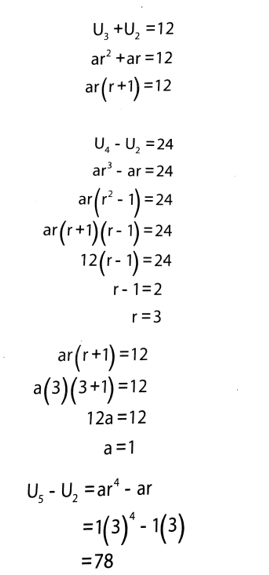 U₃ +U₂ =12
ar² +ar =12
ar(r+1)=12
U₄ - U₂ =24
ar³ - ar =24
ar(r² - 1)=24
ar(r+1)(r - 1)=24
12(r - 1)=24
r - 1=2
r=3
ar(r+1)=12
a(3)(3+1)=12
12a=12
a=1
U₅ - U₂ =ar⁴ - ar
=1(3)⁴ - 1(3)
=78